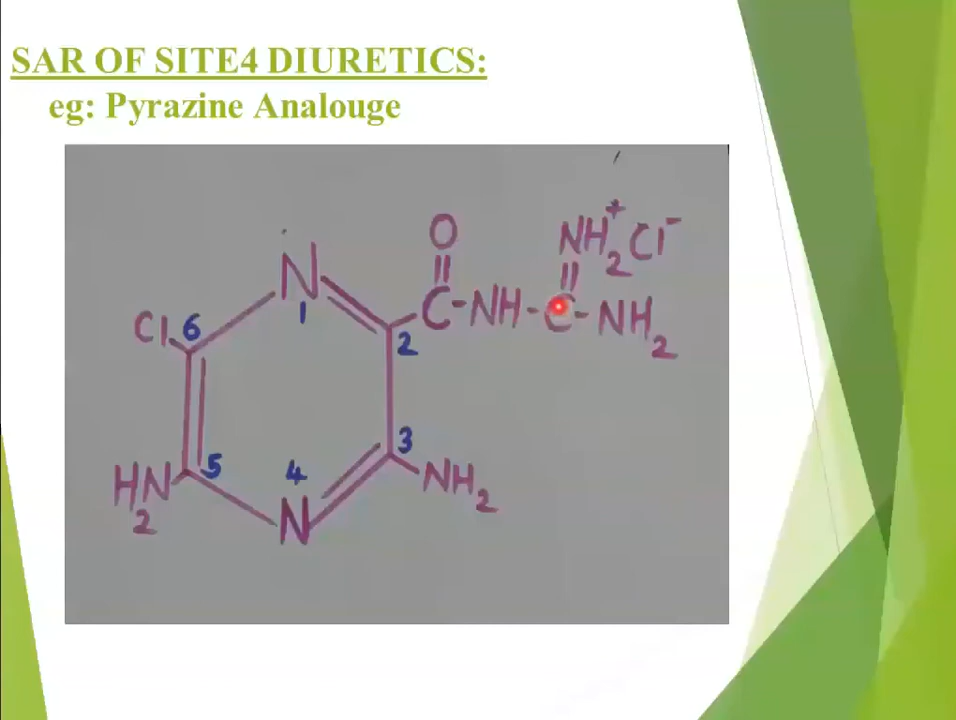 SAR OF SITE4 DIURETICS:
eg: Pyrazine Analouge
O
NH2+ Cl-
N
1
C-NH-C-NH2
Cl 6
2
3
5
4
H2N
NH2
N